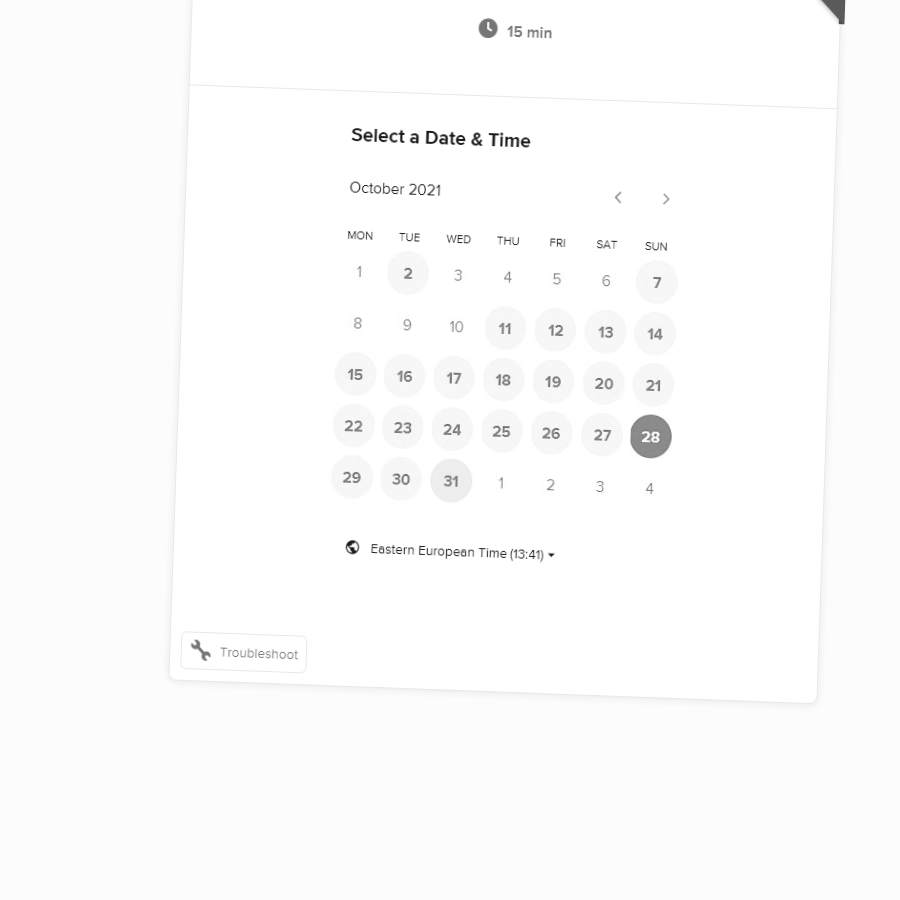 15 min
Select a Date & Time
October 2021
MON TUE WED THU FRI SAT SUN
1 2 3 4 5 6 7
8 9 10 11 12 13 14
15 16 17 18 19 20 21
22 23 24 25 26 27 28
29 30 31 1 2 3 4
Eastern European Time (13:41)
Troubleshoot